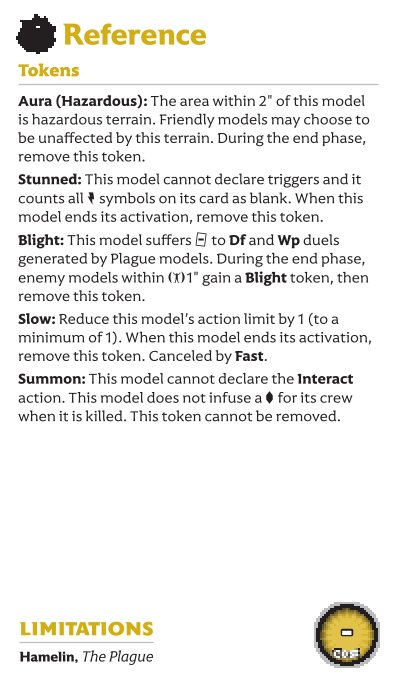 Reference
Tokens
Aura (Hazardous): The area within 2" of this model
is hazardous terrain. Friendly models may choose to
be unaffected by this terrain. During the end phase,
remove this token.
Stunned: This model cannot declare triggers and it
counts all symbols on its card as blank. When this
model ends its activation, remove this token.
Blight: This model suffers to Df and Wp duels
generated by Plague models. During the end phase,
enemy models within 1" gain a Blight token, then
remove this token.
Slow: Reduce this model's action limit by 1 (to a
minimum of 1). When this model ends its activation,
remove this token. Canceled by Fast.
Summon: This model cannot declare the Interact
action. This model does not infuse a for its crew
when it is killed. This token cannot be removed.
LIMITATIONS
Hamelin, The Plague
-